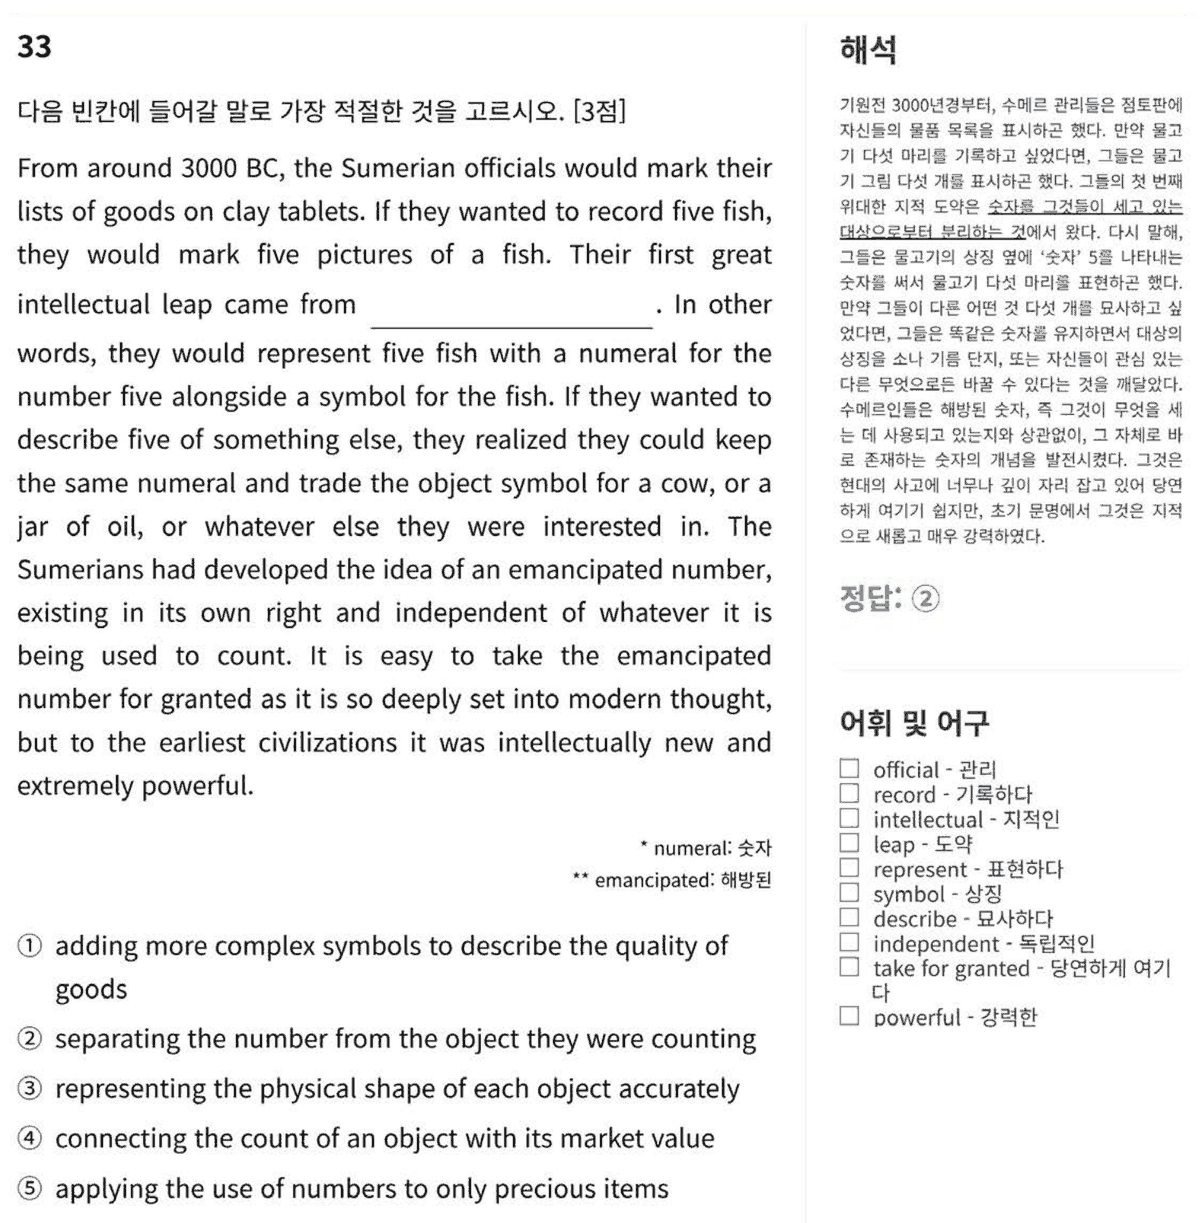 33
다음 빈칸에 들어갈 말로 가장 적절한 것을 고르시오. [3점]
From around 3000 BC, the Sumerian officials would mark their
lists of goods on clay tablets. If they wanted to record five fish,
they would mark five pictures of a fish. Their first great
intellectual leap came from ____________________. In other
words, they would represent five fish with a numeral for the
number five alongside a symbol for the fish. If they wanted to
describe five of something else, they realized they could keep
the same numeral and trade the object symbol for a cow, or a
jar of oil, or whatever else they were interested in. The
Sumerians had developed the idea of an emancipated number,
existing in its own right and independent of whatever it is
being used to count. It is easy to take the emancipated
number for granted as it is so deeply set into modern thought,
but to the earliest civilizations it was intellectually new and
extremely powerful.
* numeral: 숫자
** emancipated: 해방된
① adding more complex symbols to describe the quality of
goods
② separating the number from the object they were counting
③ representing the physical shape of each object accurately
④ connecting the count of an object with its market value
⑤ applying the use of numbers to only precious items
해석
기원전 3000년경부터, 수메르 관리들은 점토판에
자신들의 물품 목록을 표시하곤 했다. 만약 물고
기 다섯 마리를 기록하고 싶었다면, 그들은 물고
기 그림 다섯 개를 표시하곤 했다. 그들의 첫 번째
위대한 지적 도약은 숫자를 그것들이 세고 있는
대상으로부터 분리하는 것에서 왔다. 다시 말해,
그들은 물고기의 상징 옆에 ‘숫자’ 5를 나타내는
숫자를 써서 물고기 다섯 마리를 표현하곤 했다.
만약 그들이 다른 어떤 것 다섯 개를 묘사하고 싶
었다면, 그들은 똑같은 숫자를 유지하면서 대상의
상징을 소나 기름 단지, 또는 자신들이 관심 있는
다른 무엇으로든 바꿀 수 있다는 것을 깨달았다.
수메르인들은 해방된 숫자, 즉 그것이 무엇을 세
는 데 사용되고 있는지와 상관없이, 그 자체로 바
로 존재하는 숫자의 개념을 발전시켰다. 그것은
현대의 사고에 너무나 깊이 자리 잡고 있어 당연
하게 여기기 쉽지만, 초기 문명에서 그것은 지적
으로 새롭고 매우 강력하였다.
정답: ②
어휘 및 어구
□ official - 관리
□ record - 기록하다
□ intellectual - 지적인
□ leap - 도약
□ represent - 표현하다
□ symbol - 상징
□ describe - 묘사하다
□ independent - 독립적인
□ take for granted - 당연하게 여기
다
□ powerful - 강력한